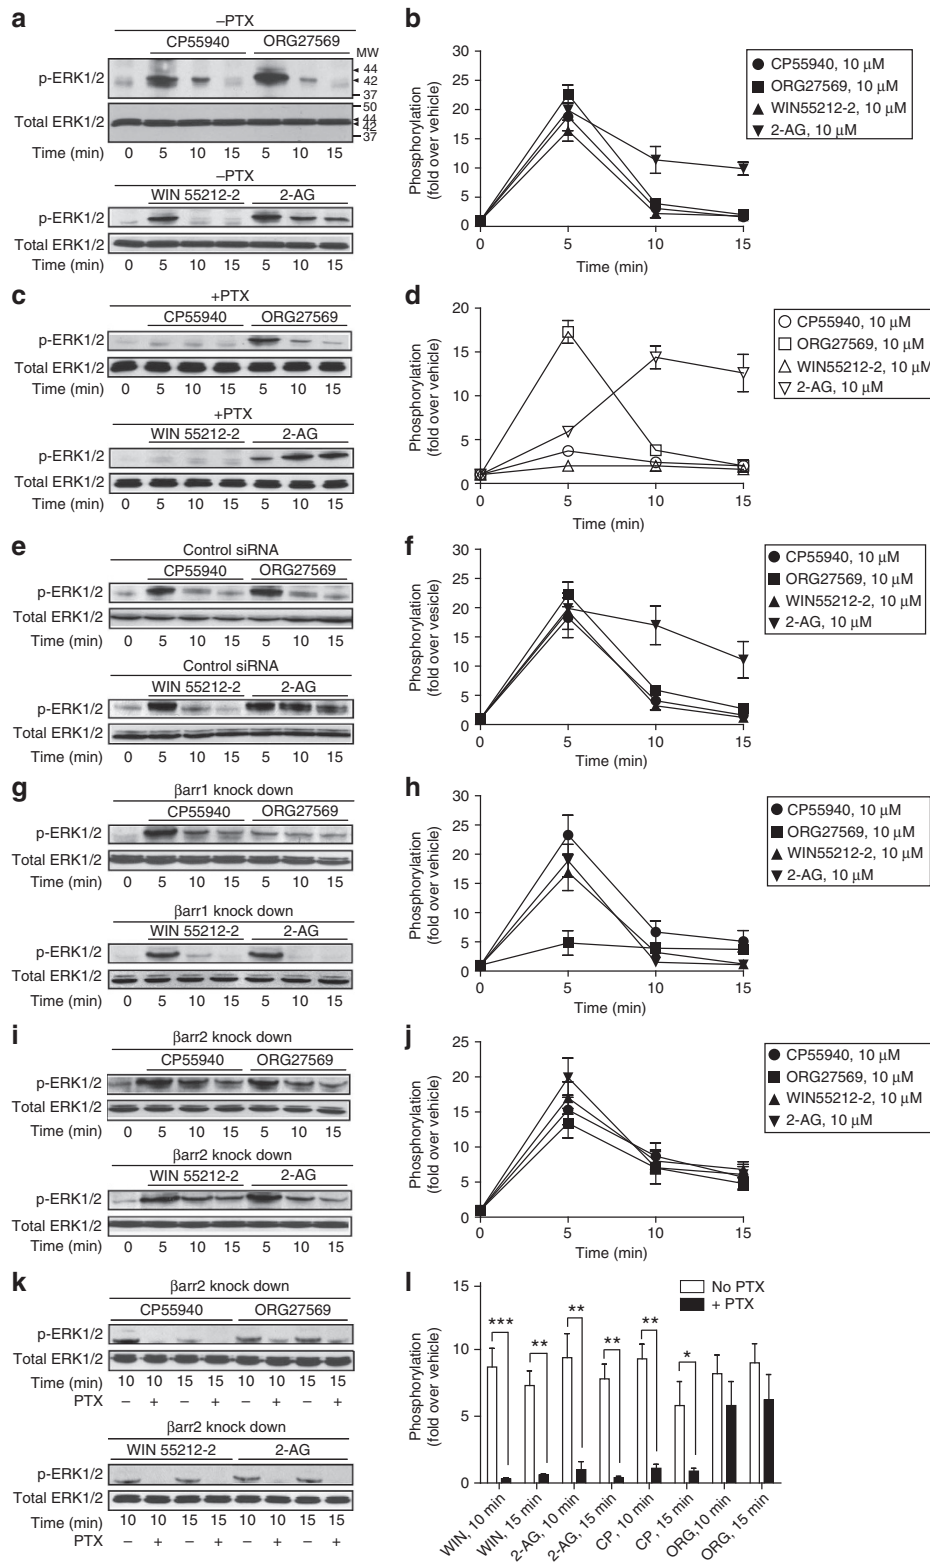 a
–PTX
CP55940 ORG27569
MW
p-ERK1/2
44
42
37
50
Total ERK1/2
44
42
37
Time (min) 0 5 10 15 5 10 15
–PTX
WIN 55212-2 2-AG
p-ERK1/2
Total ERK1/2
Time (min) 0 5 10 15 5 10 15
b
Phosphorylation
(fold over vehicle)
30
25
20
15
10
5
0
0 5 10 15
Time (min)
CP55940, 10 μM
ORG27569, 10 μM
WIN55212-2, 10 μM
2-AG, 10 μM
c
+PTX
CP55940 ORG27569
p-ERK1/2
Total ERK1/2
Time (min) 0 5 10 15 5 10 15
+PTX
WIN 55212-2 2-AG
p-ERK1/2
Total ERK1/2
Time (min) 0 5 10 15 5 10 15
d
Phosphorylation
(fold over vehicle)
20
15
10
5
0
0 5 10 15
Time (min)
CP55940, 10 μM
ORG27569, 10 μM
WIN55212-2, 10 μM
2-AG, 10 μM
e
Control siRNA
CP55940 ORG27569
p-ERK1/2
Total ERK1/2
Time (min) 0 5 10 15 5 10 15
Control siRNA
WIN 55212-2 2-AG
p-ERK1/2
Total ERK1/2
Time (min) 0 5 10 15 5 10 15
f
Phosphorylation
(fold over vesicle)
30
25
20
15
10
5
0
0 5 10 15
Time (min)
CP55940, 10 μM
ORG27569, 10 μM
WIN55212-2, 10 μM
2-AG, 10 μM
g
βarr1 knock down
CP55940 ORG27569
p-ERK1/2
Total ERK1/2
Time (min) 0 5 10 15 5 10 15
βarr1 knock down
WIN 55212-2 2-AG
p-ERK1/2
Total ERK1/2
Time (min) 0 5 10 15 5 10 15
h
Phosphorylation
(fold over vehicle)
30
25
20
15
10
5
0
0 5 10 15
Time (min)
CP55940, 10 μM
ORG27569, 10 μM
WIN55212-2, 10 μM
2-AG, 10 μM
i
βarr2 knock down
CP55940 ORG27569
p-ERK1/2
Total ERK1/2
Time (min) 0 5 10 15 5 10 15
βarr2 knock down
WIN 55212-2 2-AG
p-ERK1/2
Total ERK1/2
Time (min) 0 5 10 15 5 10 15
j
Phosphorylation
(fold over vehicle)
25
20
15
10
5
0
0 5 10 15
Time (min)
CP55940, 10 μM
ORG27569, 10 μM
WIN55212-2, 10 μM
2-AG, 10 μM
k
βarr2 knock down
CP55940 ORG27569
p-ERK1/2
Total ERK1/2
Time (min) 10 10 15 15 10 10 15 15
PTX – + – + – + – +
βarr2 knock down
WIN 55212-2 2-AG
p-ERK1/2
Total ERK1/2
Time (min) 10 10 15 15 10 10 15 15
PTX – + – + – + – +
l
Phosphorylation
(fold over vehicle)
15
10
5
0
No PTX
+ PTX
*** ** ** ** ** *
WIN, 10 min
WIN, 15 min
2-AG, 10 min
2-AG, 15 min
CP, 10 min
CP, 15 min
ORG, 10 min
ORG, 15 min